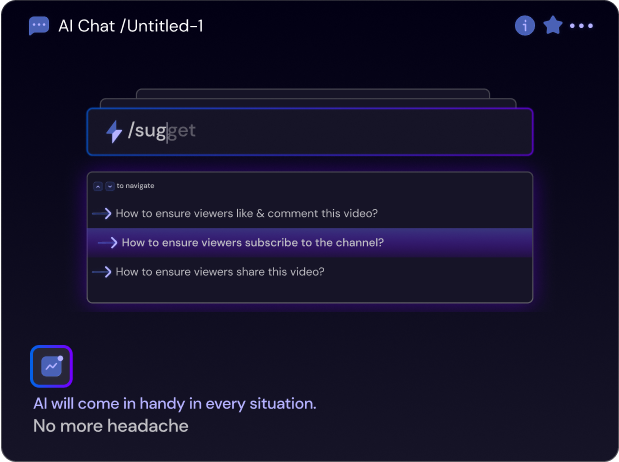 AI Chat /Untitled-1
/sugget
to navigate
How to ensure viewers like & comment this video?
How to ensure viewers subscribe to the channel?
How to ensure viewers share this video?
AI will come in handy in every situation.
No more headache